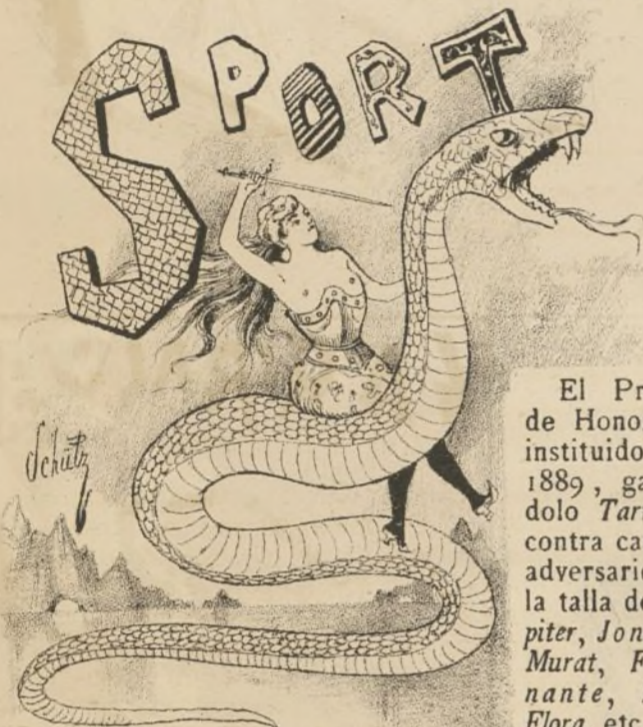 SPORT
Schütz
El Pr
de Hono
instituido
1889, ga
dolo Tar
contra ca
adversario
la talla de
piter, Jon
Murat, F
nante,
Flora, etc